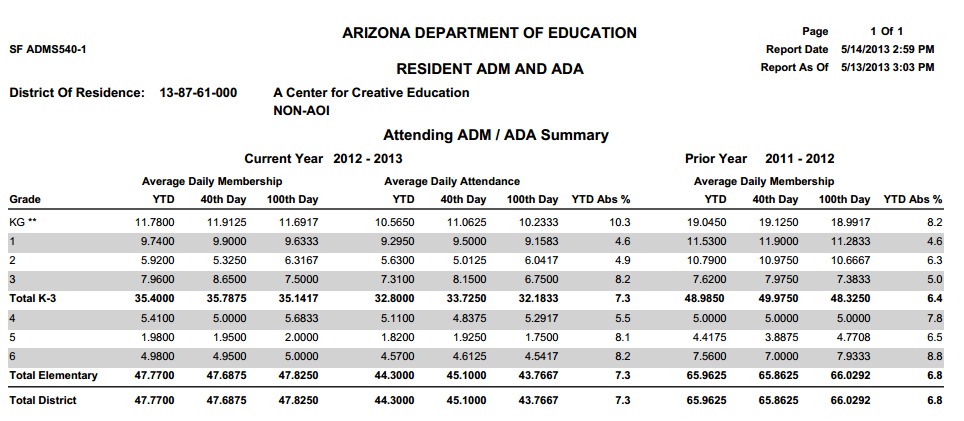 ARIZONA DEPARTMENT OF EDUCATION
Page 1 Of 1
SF ADMS540-1
Report Date 5/14/2013 2:59 PM
RESIDENT ADM AND ADA
Report As Of 5/13/2013 3:03 PM
District Of Residence: 13-87-61-000 A Center for Creative Education
NON-AOI
Attending ADM / ADA Summary
Current Year 2012 - 2013 Prior Year 2011 - 2012
Average Daily Membership Average Daily Attendance Average Daily Membership
Grade YTD 40th Day 100th Day YTD 40th Day 100th Day YTD Abs % YTD 40th Day 100th Day YTD Abs %
KG ** 11.7800 11.9125 11.6917 10.5650 11.0625 10.2333 10.3 19.0450 19.1250 18.9917 8.2
1 9.7400 9.9000 9.6333 9.2950 9.5000 9.1583 4.6 11.5300 11.9000 11.2833 4.6
2 5.9200 5.3250 6.3167 5.6300 5.0125 6.0417 4.9 10.7900 10.9750 10.6667 6.3
3 7.9600 8.6500 7.5000 7.3100 8.1500 6.7500 8.2 7.6200 7.9750 7.3833 5.0
Total K-3 35.4000 35.7875 35.1417 32.8000 33.7250 32.1833 7.3 48.9850 49.9750 48.3250 6.4
4 5.4100 5.0000 5.6833 5.1100 4.8375 5.2917 5.5 5.0000 5.0000 5.0000 7.8
5 1.9800 1.9500 2.0000 1.8200 1.9250 1.7500 8.1 4.4175 3.8875 4.7708 6.5
6 4.9800 4.9500 5.0000 4.5700 4.6125 4.5417 8.2 7.5600 7.0000 7.9333 8.8
Total Elementary 47.7700 47.6875 47.8250 44.3000 45.1000 43.7667 7.3 65.9625 65.8625 66.0292 6.8
Total District 47.7700 47.6875 47.8250 44.3000 45.1000 43.7667 7.3 65.9625 65.8625 66.0292 6.8